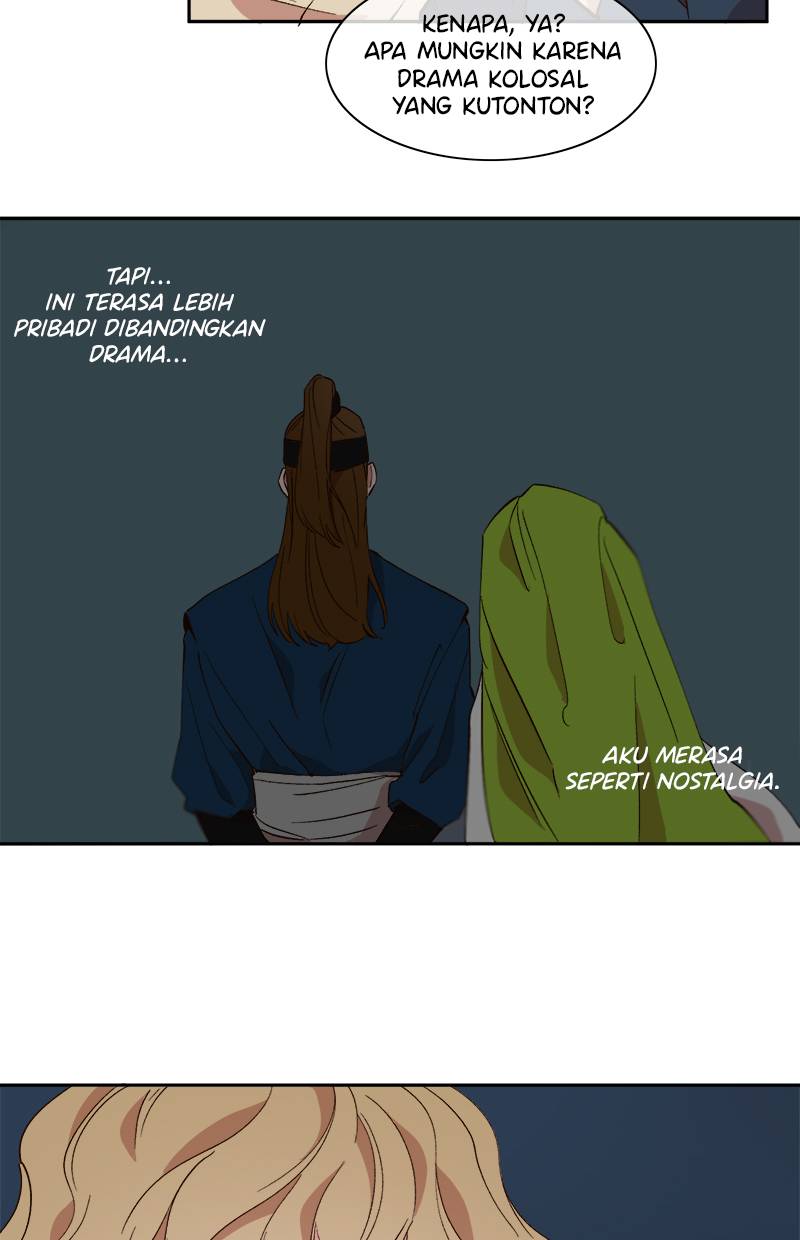 KENAPA, YA?
APA MUNGKIN KARENA
DRAMA KOLOSAL
YANG KUTONTON?
TAPI...
INI TERASA LEBIH
PRIBADI DIBANDINGKAN
DRAMA...
AKU MERASA
SEPERTI NOSTALGIA.